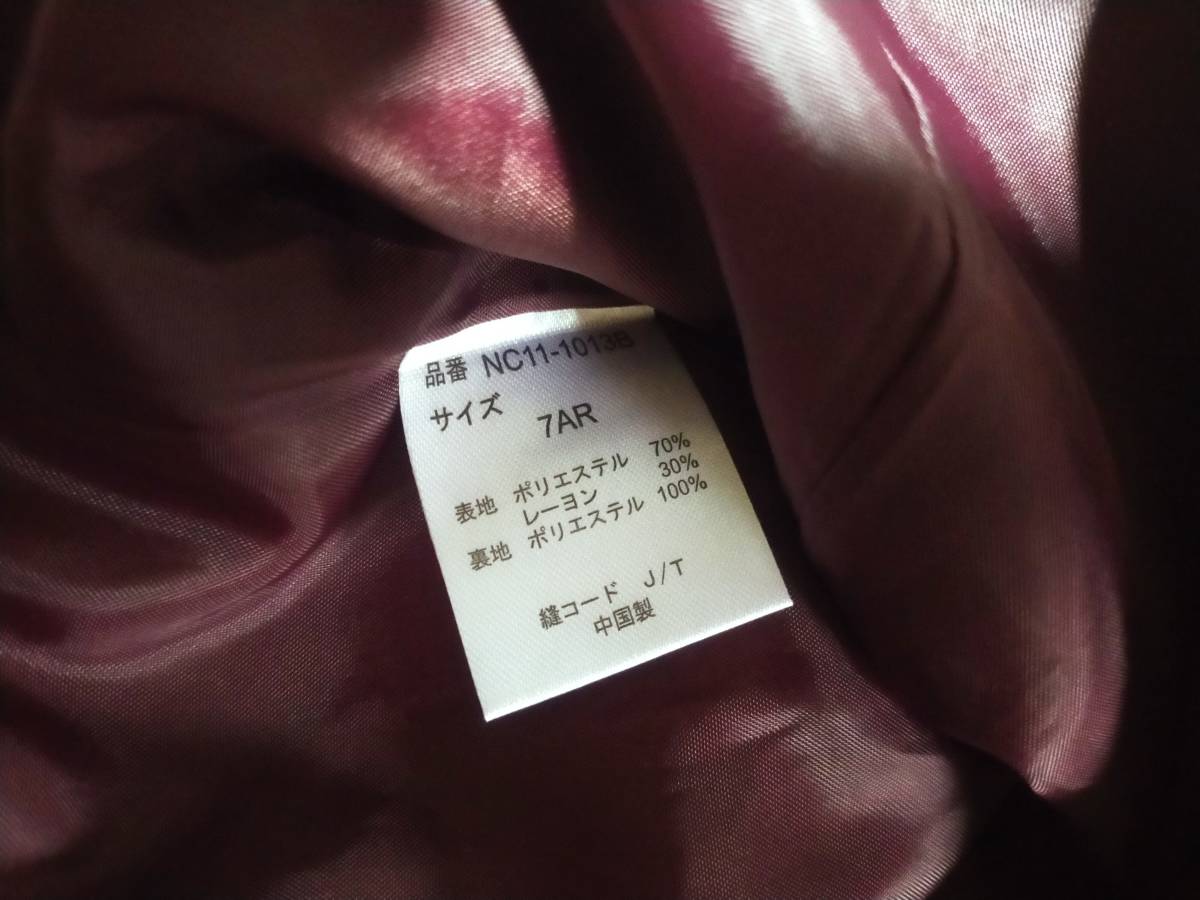 品番 NC11-1013B
サイズ
7AR
表地 ポリエステル 70%
レーヨン 30%
裏地 ポリエステル 100%
縫コード J/T
中国製